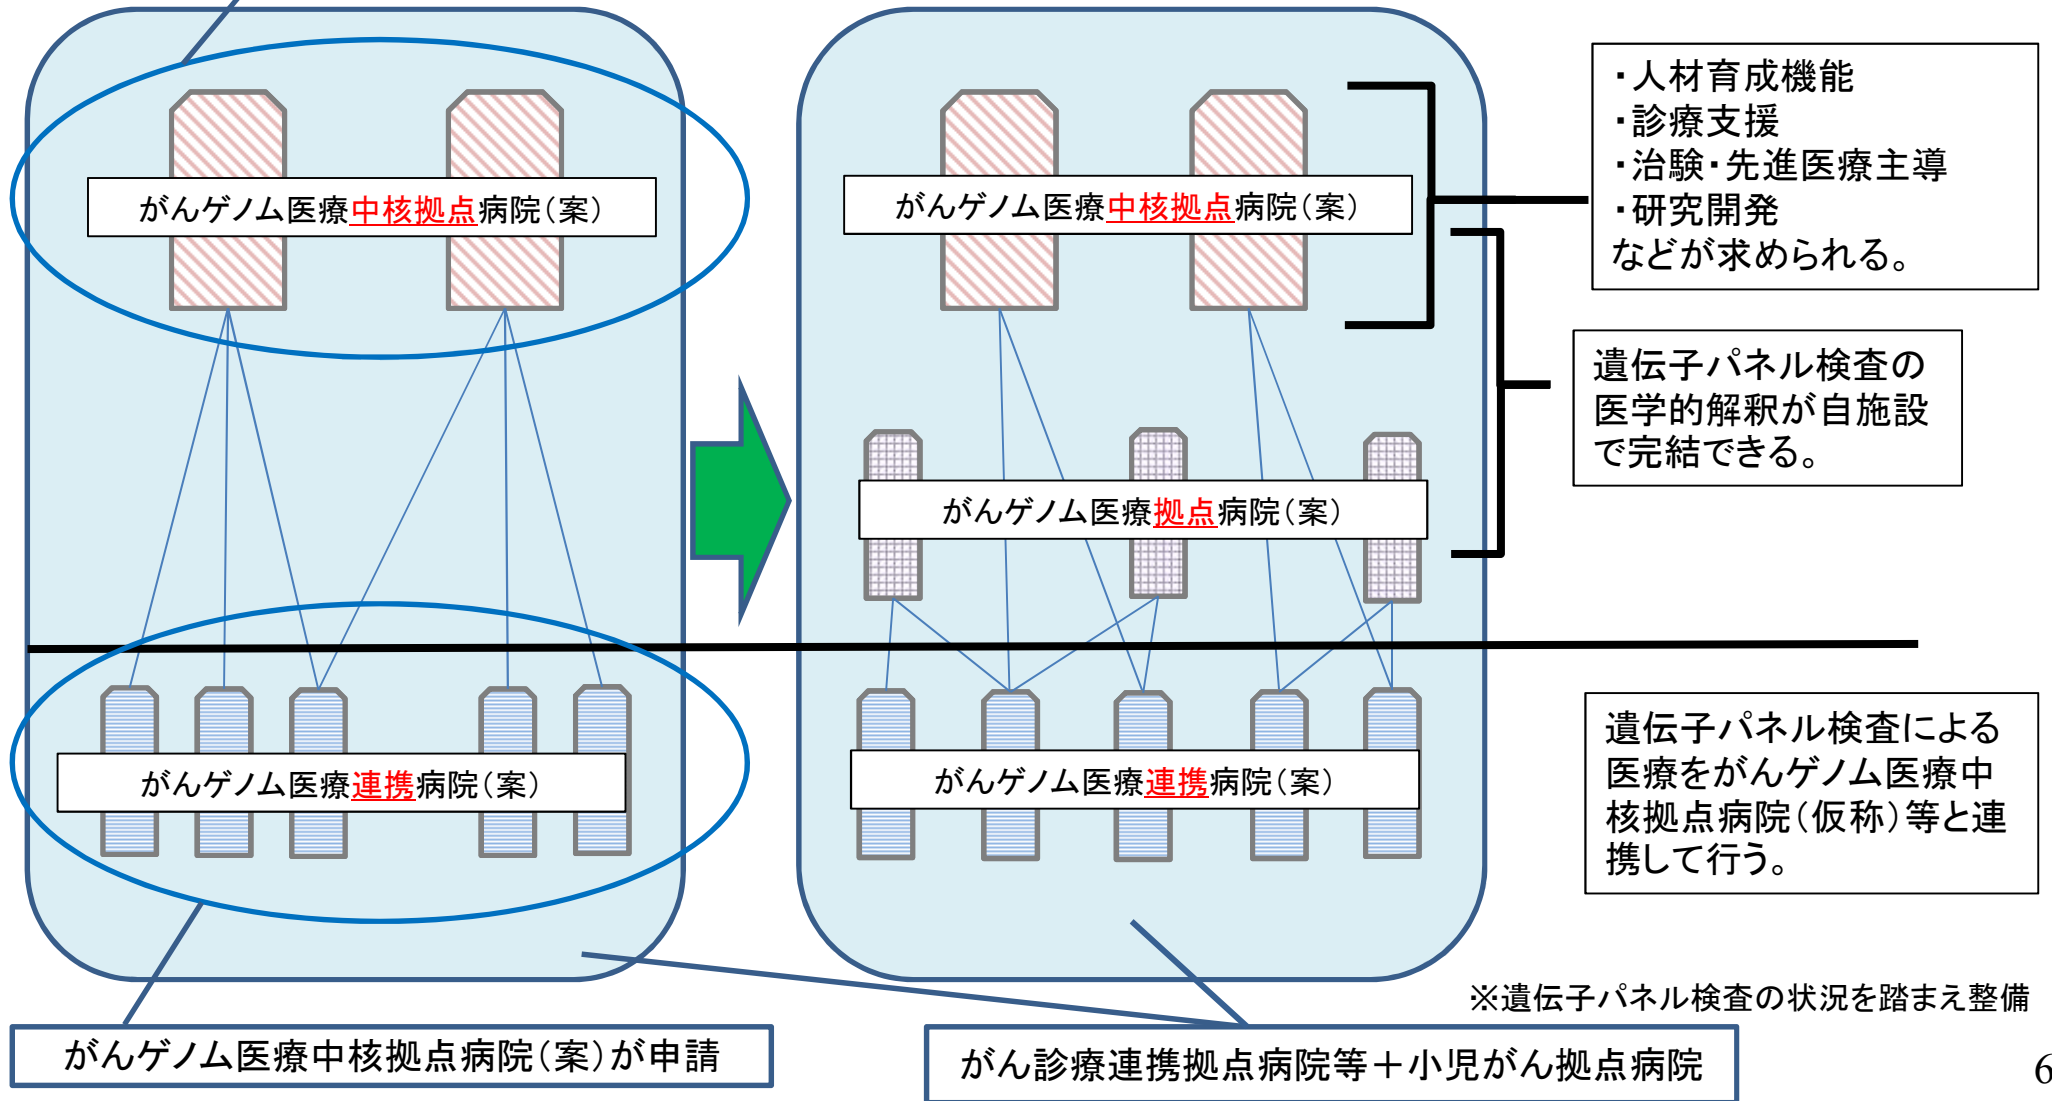 がんゲノム医療中核拠点病院（案）
がんゲノム医療連携病院（案）
がんゲノム医療中核拠点病院（案）が申請
がんゲノム医療中核拠点病院（案）
がんゲノム医療拠点病院（案）
がんゲノム医療連携病院（案）
がん診療連携拠点病院等＋小児がん拠点病院
・人材育成機能
・診療支援
・治験・先進医療主導
・研究開発
などが求められる。
遺伝子パネル検査の
医学的解釈が自施設
で完結できる。
遺伝子パネル検査による
医療をがんゲノム医療中
核拠点病院（仮称）等と連
携して行う。
※遺伝子パネル検査の状況を踏まえ整備
6